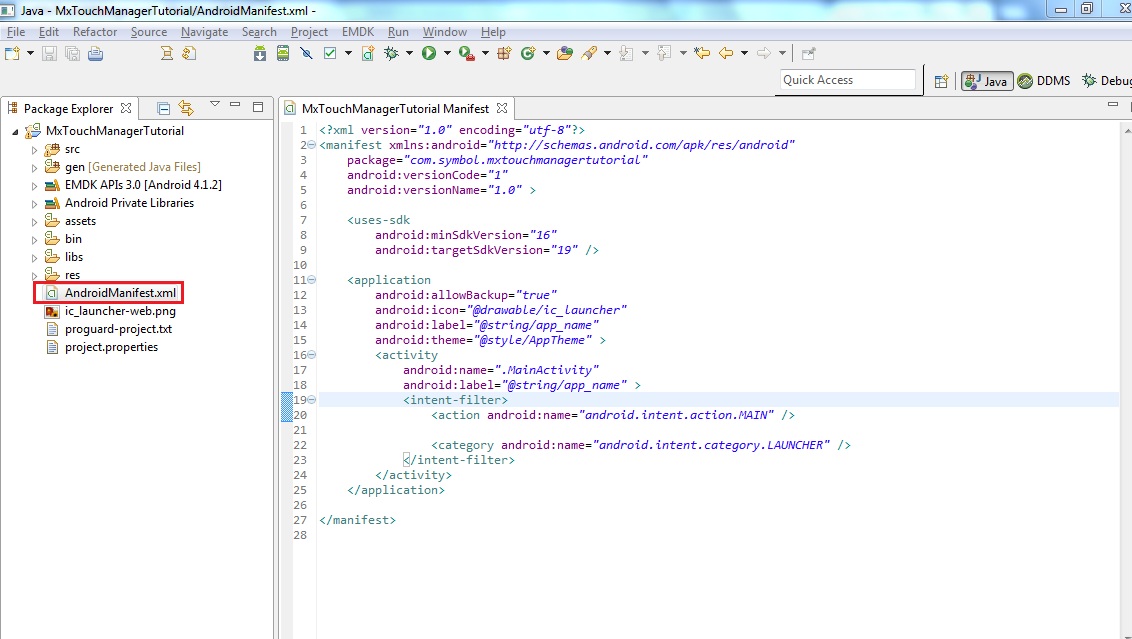 Java - MxTouchManagerTutorial/AndroidManifest.xml -
File Edit Refactor Source Navigate Search Project EMDK Run Window Help
Quick Access
Java
DDMS
Debug
Package Explorer
MxTouchManagerTutorial
src
gen [Generated Java Files]
EMDK APIs 3.0 [Android 4.1.2]
Android Private Libraries
assets
bin
libs
res
AndroidManifest.xml
ic_launcher-web.png
proguard-project.txt
project.properties
MxTouchManagerTutorial Manifest
1 <?xml version="1.0" encoding="utf-8"?>
2 <manifest xmlns:android="http://schemas.android.com/apk/res/android"
3 package="com.symbol.mxtouchmanagertutorial"
4 android:versionCode="1"
5 android:versionName="1.0" >
6
7 <uses-sdk
8 android:minSdkVersion="16"
9 android:targetSdkVersion="19" />
10
11 <application
12 android:allowBackup="true"
13 android:icon="@drawable/ic_launcher"
14 android:label="@string/app_name"
15 android:theme="@style/AppTheme" >
16 <activity
17 android:name=".MainActivity"
18 android:label="@string/app_name" >
19 <intent-filter>
20 <action android:name="android.intent.action.MAIN" />
21
22 <category android:name="android.intent.category.LAUNCHER" />
23 </intent-filter>
24 </activity>
25 </application>
26
27 </manifest>
28